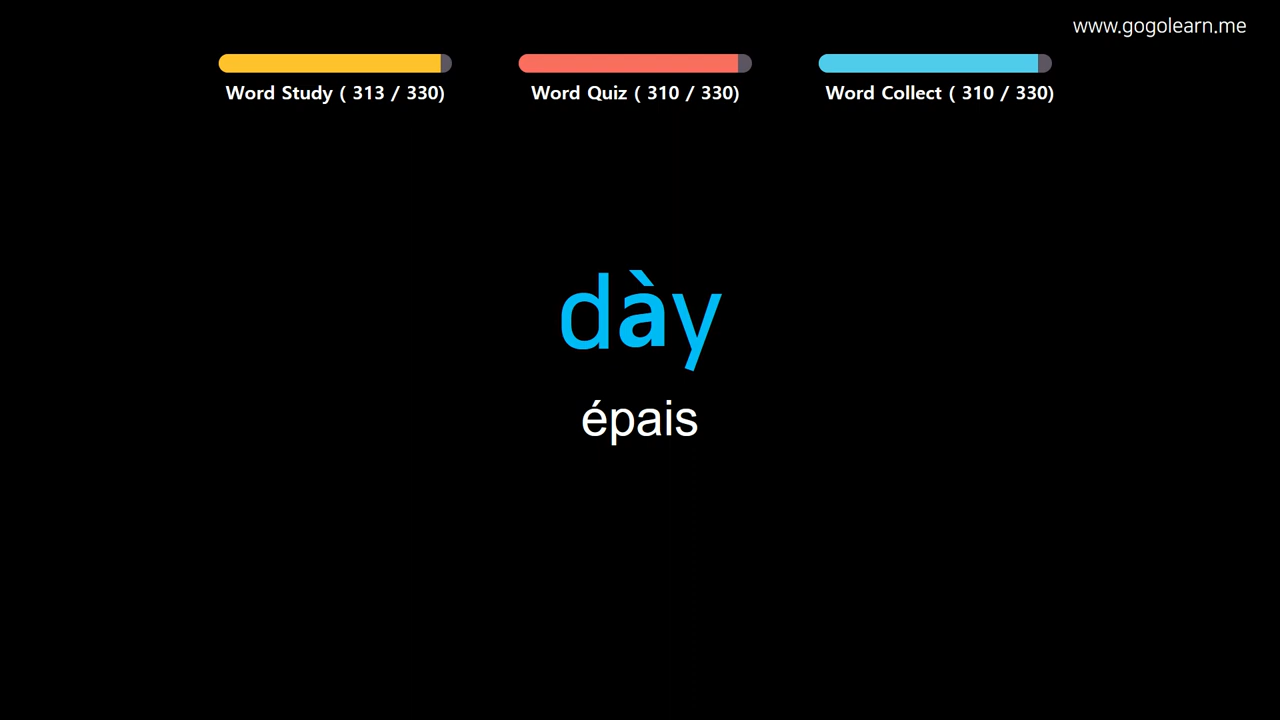 www.gogolearn.me
Word Study ( 313 / 330)
Word Quiz ( 310 / 330)
Word Collect ( 310 / 330)
dày
épais